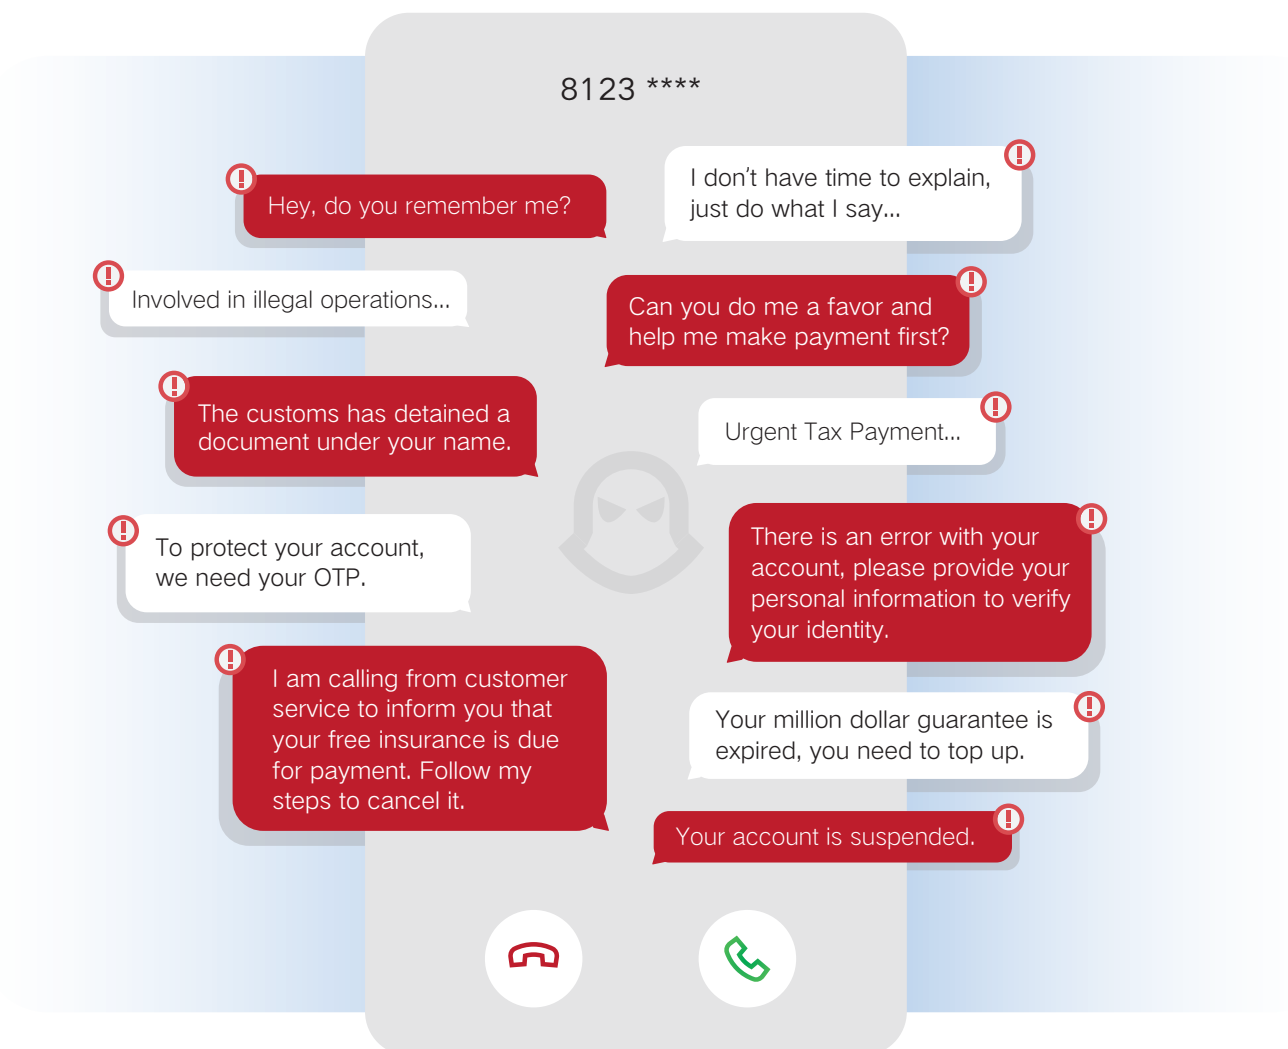 8123 ****
Hey, do you remember me?
I don't have time to explain,
just do what I say...
Involved in illegal operations...
Can you do me a favor and
help me make payment first?
The customs has detained a
document under your name.
Urgent Tax Payment...
To protect your account,
we need your OTP.
There is an error with your
account, please provide your
personal information to verify
your identity.
I am calling from customer
service to inform you that
your free insurance is due
for payment. Follow my
steps to cancel it.
Your million dollar guarantee is
expired, you need to top up.
Your account is suspended.